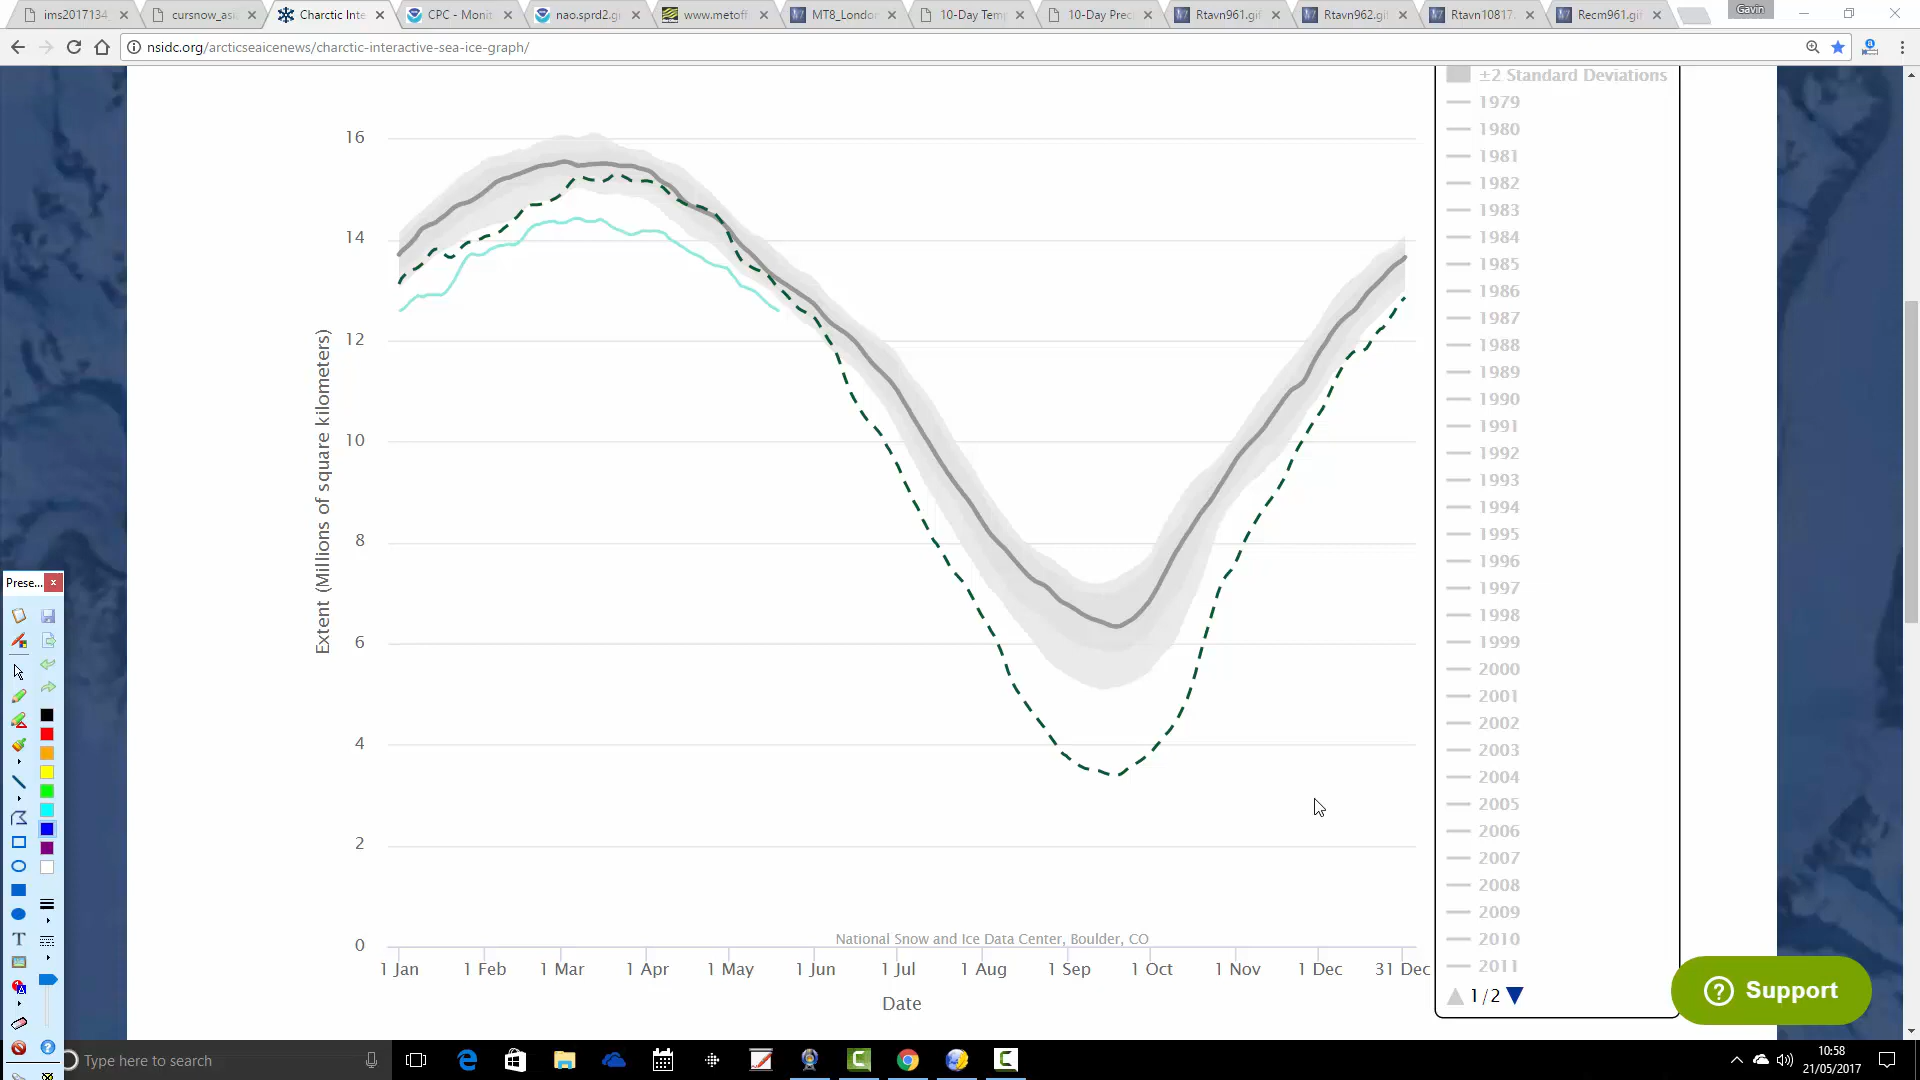 ims2017134
cursnow_asi
Charctic Inte
CPC - Monit
nao.sprd2.gi
www.metoff
MT8_London
10-Day Tem
10-Day Prec
Rtavn961.gif
Rtavn962.gif
Rtavn10817
Recm961.gif
Gavin
nsidc.org/arcticseaicenews/charctic-interactive-sea-ice-graph/
±2 Standard Deviations
1979
1980
1981
1982
1983
1984
1985
1986
1987
1988
1989
1990
1991
1992
1993
1994
1995
1996
1997
1998
1999
2000
2001
2002
2003
2004
2005
2006
2007
2008
2009
2010
2011
1/2
16
14
12
10
8
6
4
2
0
Extent (Millions of square kilometers)
National Snow and Ice Data Center, Boulder, CO
1 Jan 1 Feb 1 Mar 1 Apr 1 May 1 Jun 1 Jul 1 Aug 1 Sep 1 Oct 1 Nov 1 Dec 31 Dec
Date
Prese...
T
? Support
Type here to search
10:58
21/05/2017